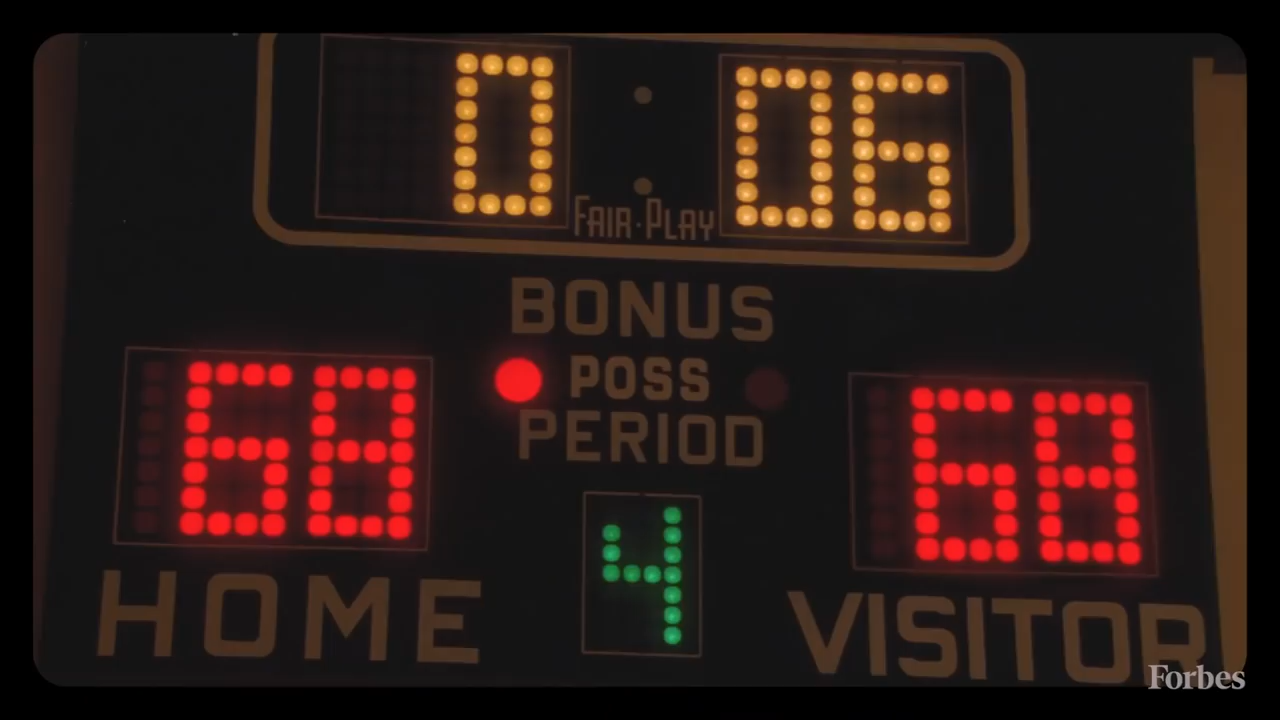 0:06
FAIR-PLAY
BONUS
POSS
PERIOD
68 4 68
HOME VISITOR
Forbes